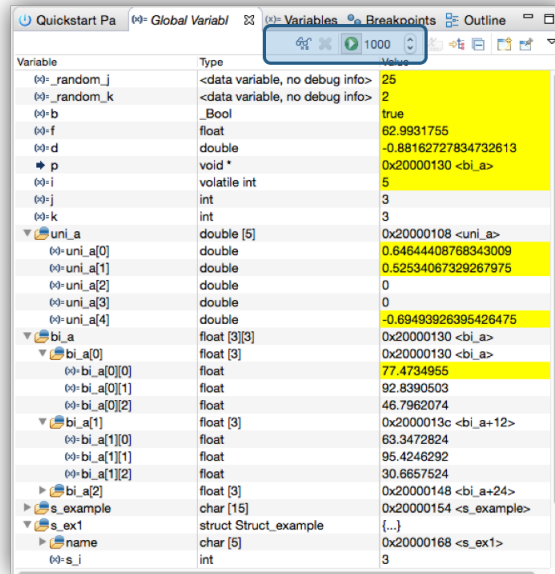 Quickstart Pa (x)= Global Variabl (x)= Variables Breakpoints Outline
1000
Variable Type Value
(x)= _random_j <data variable, no debug info> 25
(x)= _random_k <data variable, no debug info> 2
(x)= b _Bool true
(x)= f float 62.9931755
(x)= d double -0.88162727834732613
p void * 0x20000130 <bi_a>
(x)= i volatile int 5
(x)= j int 3
(x)= k int 3
uni_a double [5] 0x20000108 <uni_a>
(x)= uni_a[0] double 0.64644408768343009
(x)= uni_a[1] double 0.52534067329267975
(x)= uni_a[2] double 0
(x)= uni_a[3] double 0
(x)= uni_a[4] double -0.69493926395426475
bi_a float [3][3] 0x20000130 <bi_a>
bi_a[0] float [3] 0x20000130 <bi_a>
(x)= bi_a[0][0] float 77.4734955
(x)= bi_a[0][1] float 92.8390503
(x)= bi_a[0][2] float 46.7962074
bi_a[1] float [3] 0x2000013c <bi_a+12>
(x)= bi_a[1][0] float 63.3472824
(x)= bi_a[1][1] float 95.4246292
(x)= bi_a[1][2] float 30.6657524
bi_a[2] float [3] 0x20000148 <bi_a+24>
s_example char [15] 0x20000154 <s_example>
s_ex1 struct Struct_example {...}
name char [5] 0x20000168 <s_ex1>
(x)= s_i int 3